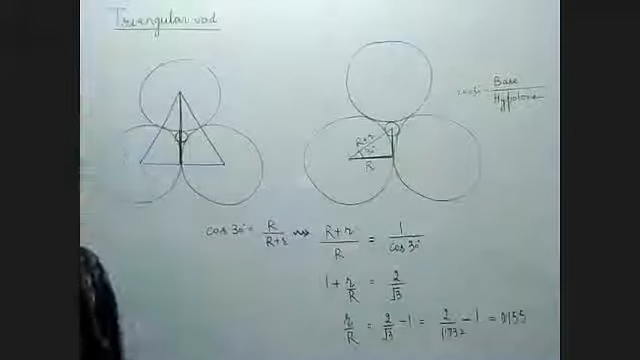 Triangular void
cos 30° = Base / Hypotenuse
R+r
30°
R
cos 30° = R / R+r ⇝ R+r / R = 1 / cos 30°
1 + r/R = 2/√3
r/R = 2/√3 - 1 = 2/1.732 - 1 = 0.155